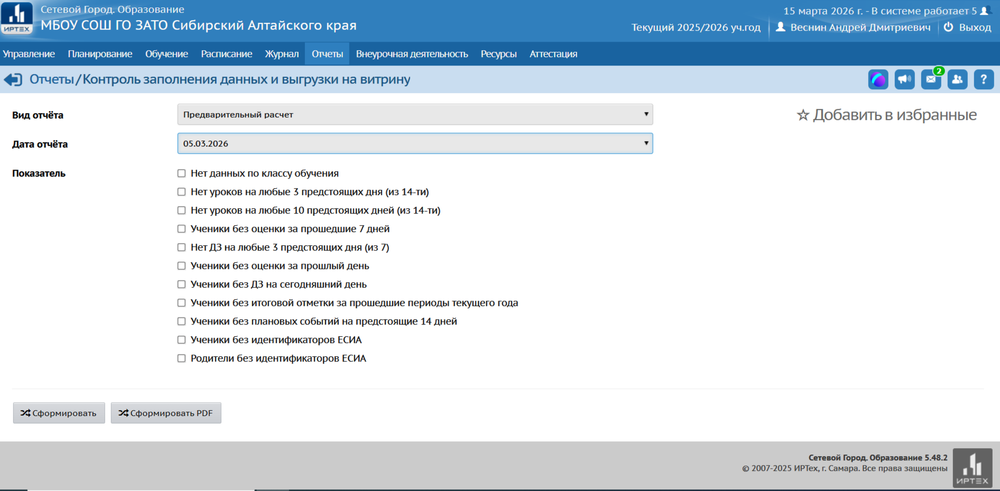 Сетевой Город. Образование
МБОУ СОШ ГО ЗАТО Сибирский Алтайского края
ИРТЕХ
15 марта 2026 г. - В системе работает 5
Текущий 2025/2026 уч.год
Веснин Андрей Дмитриевич
Выход
Управление Планирование Обучение Расписание Журнал Отчеты Внеурочная деятельность Ресурсы Аттестация
Отчеты/Контроль заполнения данных и выгрузки на витрину
2
?
Вид отчёта
Предварительный расчет
☆ Добавить в избранные
Дата отчёта
05.03.2026
Показатель
Нет данных по классу обучения
Нет уроков на любые 3 предстоящих дня (из 14-ти)
Нет уроков на любые 10 предстоящих дней (из 14-ти)
Ученики без оценки за прошедшие 7 дней
Нет ДЗ на любые 3 предстоящих дня (из 7)
Ученики без оценки за прошлый день
Ученики без ДЗ на сегодняшний день
Ученики без итоговой отметки за прошедшие периоды текущего года
Ученики без плановых событий на предстоящие 14 дней
Ученики без идентификаторов ЕСИА
Родители без идентификаторов ЕСИА
Сформировать
Сформировать PDF
Сетевой Город. Образование 5.48.2
© 2007-2025 ИРТех, г. Самара. Все права защищены
ИРТЕХ